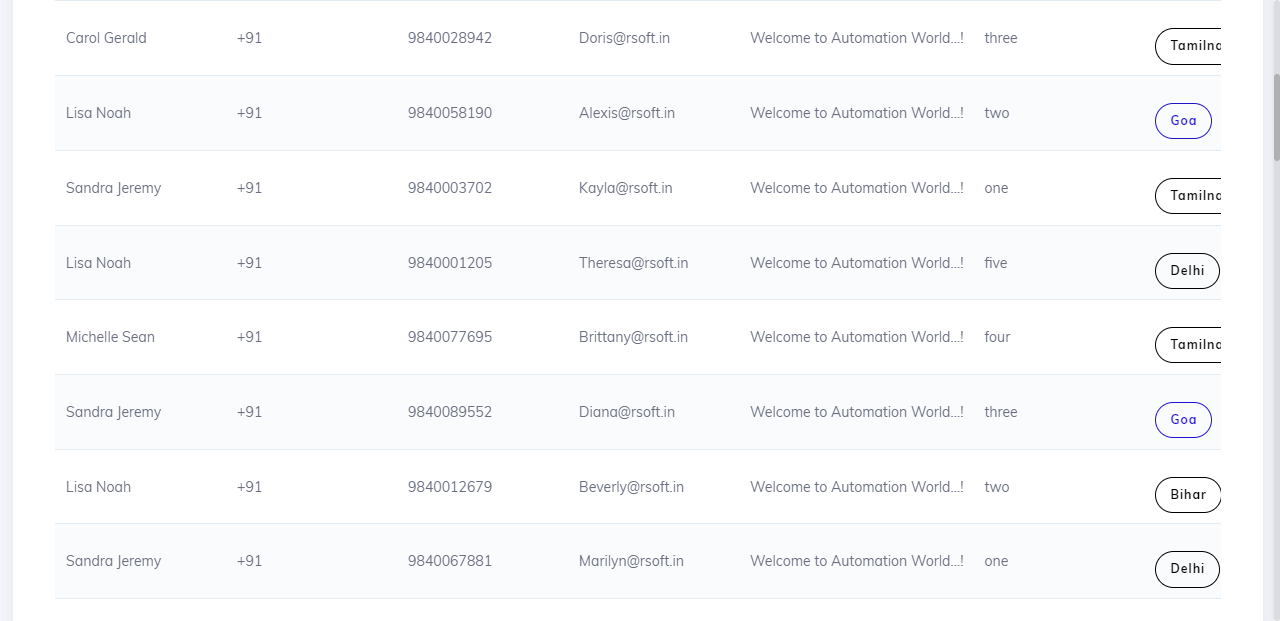 Carol Gerald +91 9840028942 Doris@rsoft.in Welcome to Automation World...! three Tamilna
Lisa Noah +91 9840058190 Alexis@rsoft.in Welcome to Automation World...! two Goa
Sandra Jeremy +91 9840003702 Kayla@rsoft.in Welcome to Automation World...! one Tamilna
Lisa Noah +91 9840001205 Theresa@rsoft.in Welcome to Automation World...! five Delhi
Michelle Sean +91 9840077695 Brittany@rsoft.in Welcome to Automation World...! four Tamilna
Sandra Jeremy +91 9840089552 Diana@rsoft.in Welcome to Automation World...! three Goa
Lisa Noah +91 9840012679 Beverly@rsoft.in Welcome to Automation World...! two Bihar
Sandra Jeremy +91 9840067881 Marilyn@rsoft.in Welcome to Automation World...! one Delhi